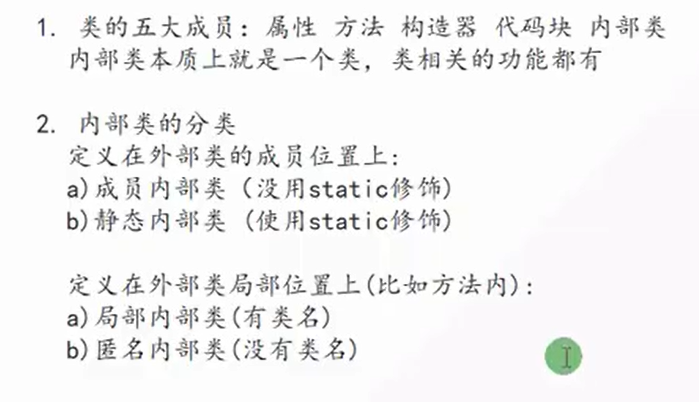 1. 类的五大成员: 属性 方法 构造器 代码块 内部类
内部类本质上就是一个类, 类相关的功能都有
2. 内部类的分类
定义在外部类的成员位置上:
a)成员内部类 (没用static修饰)
b)静态内部类 (使用static修饰)
定义在外部类局部位置上(比如方法内):
a)局部内部类(有类名)
b)匿名内部类(没有类名)